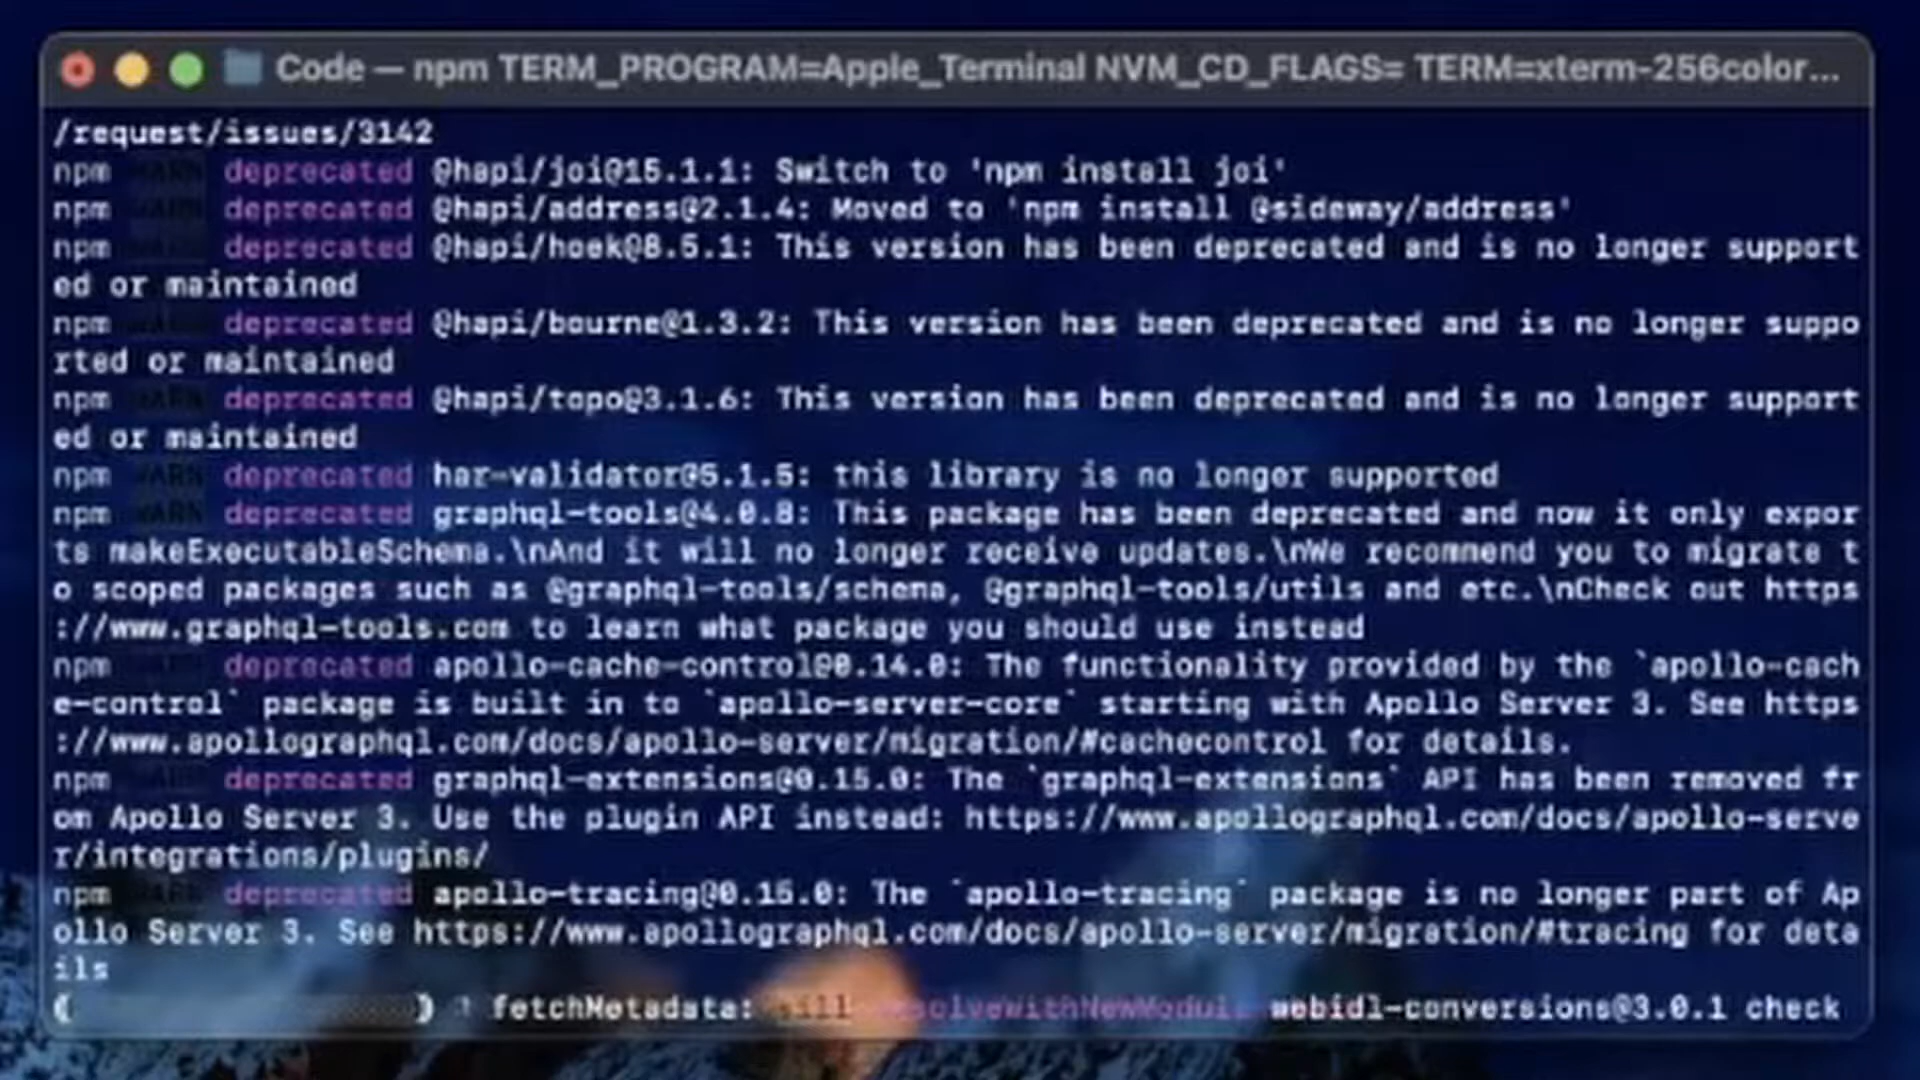 Code — npm TERM_PROGRAM=Apple_Terminal NVM_CD_FLAGS= TERM=xterm-256color...
/request/issues/3142
npm WARN deprecated @hapi/joi@15.1.1: Switch to 'npm install joi'
npm WARN deprecated @hapi/address@2.1.4: Moved to 'npm install @sideway/address'
npm WARN deprecated @hapi/hoek@8.5.1: This version has been deprecated and is no longer support
ed or maintained
npm WARN deprecated @hapi/bourne@1.3.2: This version has been deprecated and is no longer suppo
rted or maintained
npm WARN deprecated @hapi/topo@3.1.6: This version has been deprecated and is no longer support
ed or maintained
npm WARN deprecated har-validator@5.1.5: this library is no longer supported
npm WARN deprecated graphql-tools@4.0.8: This package has been deprecated and now it only expor
ts makeExecutableSchema.\nAnd it will no longer receive updates.\nWe recommend you to migrate t
o scoped packages such as @graphql-tools/schema, @graphql-tools/utils and etc.\nCheck out https
://www.graphql-tools.com to learn what package you should use instead
npm WARN deprecated apollo-cache-control@0.14.0: The functionality provided by the `apollo-cach
e-control` package is built in to `apollo-server-core` starting with Apollo Server 3. See https
://www.apollographql.com/docs/apollo-server/migration/#cachecontrol for details.
npm WARN deprecated graphql-extensions@0.15.0: The `graphql-extensions` API has been removed fr
om Apollo Server 3. Use the plugin API instead: https://www.apollographql.com/docs/apollo-serve
r/integrations/plugins/
npm WARN deprecated apollo-tracing@0.15.0: The `apollo-tracing` package is no longer part of Ap
ollo Server 3. See https://www.apollographql.com/docs/apollo-server/migration/#tracing for deta
ils
( ) fetchMetadata: sill resolveWithNewModule webidl-conversions@3.0.1 check